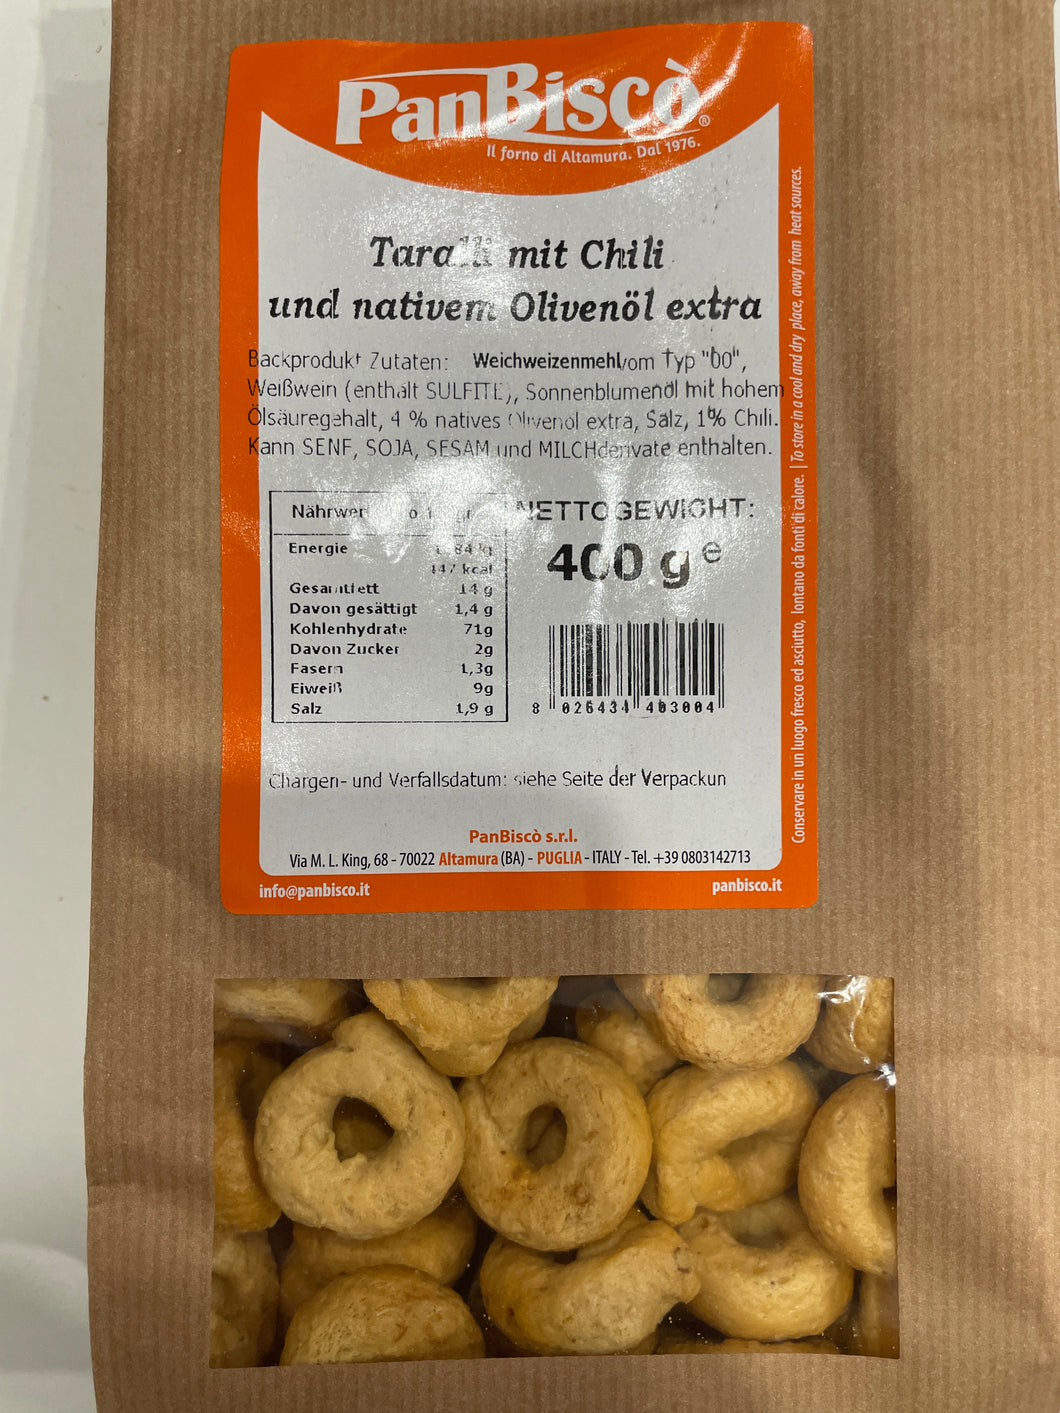 PanBiscò®
Il forno di Altamura. Dal 1976.
Taralli mit Chili
und nativem Olivenöl extra
Backprodukt Zutaten: Weichweizenmehl vom Typ "00",
Weißwein (enthält SULFITE), Sonnenblumenöl mit hohem
Ölsäuregehalt, 4 % natives Olivenöl extra, Salz, 1% Chili.
Kann SENF, SOJA, SESAM und MILCHderivate enthalten.
NETTOGEWICHT:
400 g ℮
Energie
447 kcal
Gesamtfett 14 g
Davon gesättigt 1,4 g
Kohlenhydrate 71g
Davon Zucker 2g
Fasern 1,3g
Eiweiß 9g
Salz 1,9 g
8 026434 403004
Chargen- und Verfallsdatum: siehe Seite der Verpackun
PanBiscò s.r.l.
Via M. L. King, 68 - 70022 Altamura (BA) - PUGLIA - ITALY - Tel. +39 0803142713
info@panbisco.it panbisco.it
Conservare in un luogo fresco ed asciutto, lontano da fonti di calore. | To store in a cool and dry place, away from heat sources.